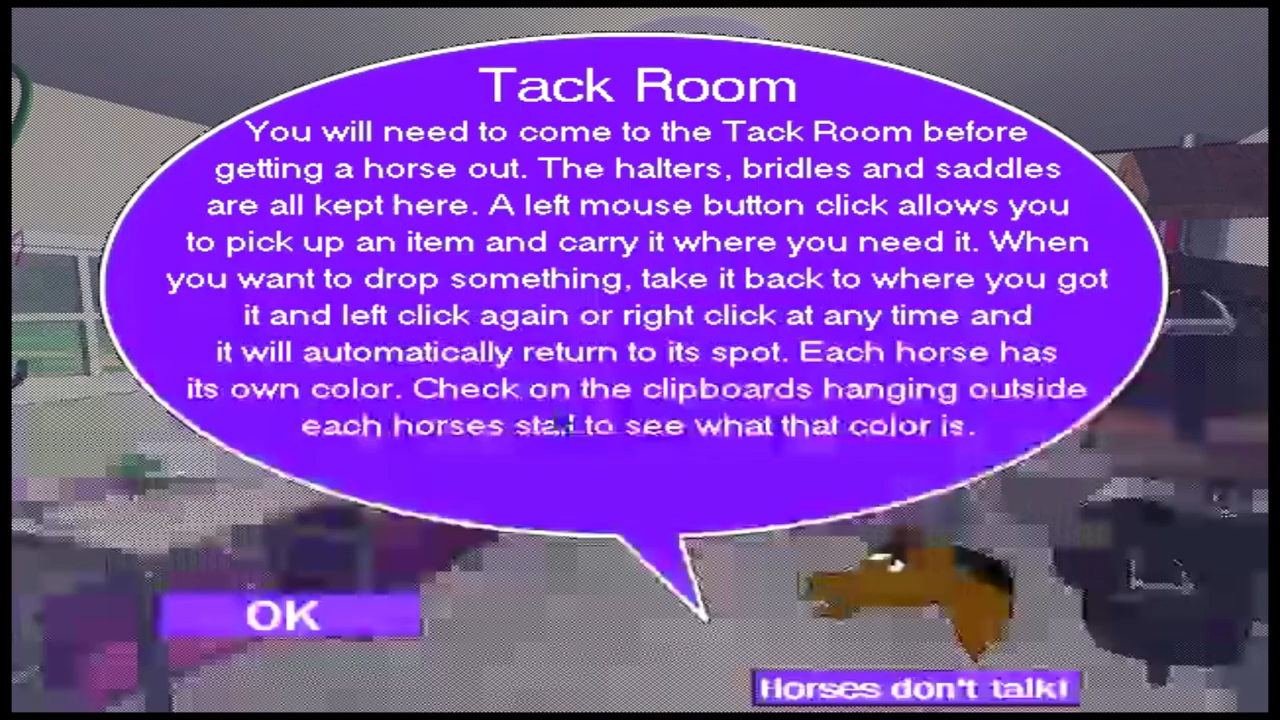 Tack Room
You will need to come to the Tack Room before
getting a horse out. The halters, bridles and saddles
are all kept here. A left mouse button click allows you
to pick up an item and carry it where you need it. When
you want to drop something, take it back to where you got
it and left click again or right click at any time and
it will automatically return to its spot. Each horse has
its own color. Check on the clipboards hanging outside
each horses stall to see what that color is.
OK
Horses don't talk!